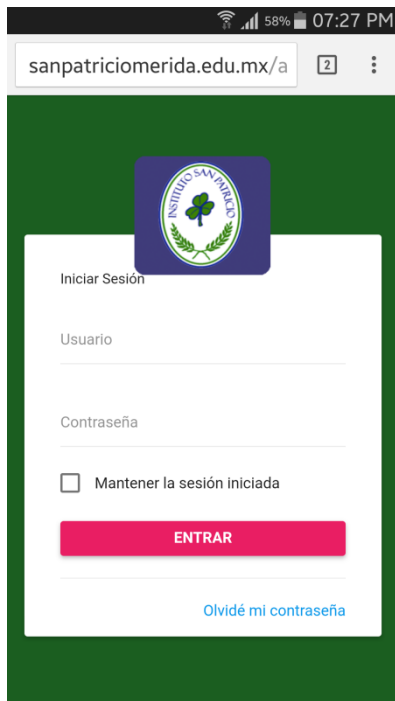 58% 07:27 PM
sanpatriciomerida.edu.mx/a 2
INSTITUTO SAN PATRICIO
Iniciar Sesión
Usuario
Contraseña
Mantener la sesión iniciada
ENTRAR
Olvidé mi contraseña